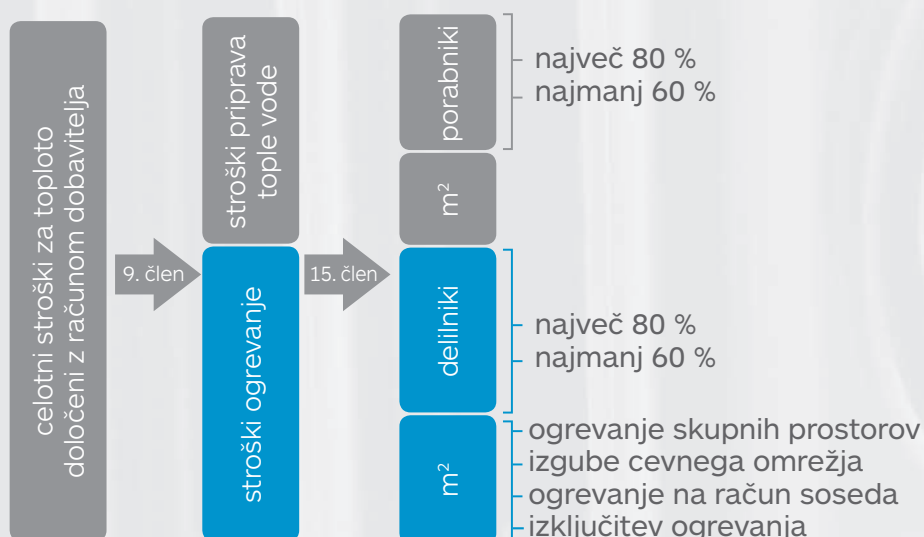 celotni stroški za toploto
določeni z računom dobavitelja
9. člen
stroški priprava
tople vode
stroški ogrevanje
15. člen
porabniki
največ 80 %
najmanj 60 %
m²
delilniki
največ 80 %
najmanj 60 %
m²
ogrevanje skupnih prostorov
izgube cevnega omrežja
ogrevanje na račun soseda
izključitev ogrevanja